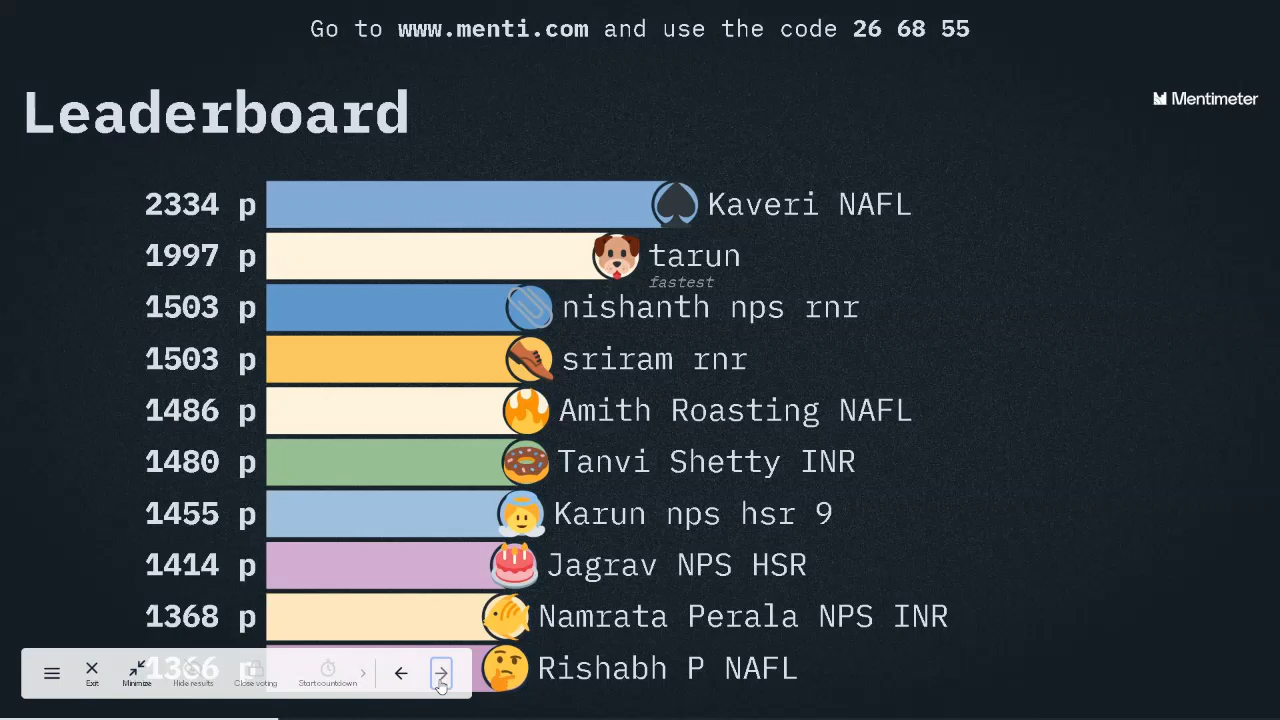 Go to www.menti.com and use the code 26 68 55
Leaderboard
Mentimeter
2334 p Kaveri NAFL
1997 p tarun
fastest
1503 p nishanth nps rnr
1503 p sriram rnr
1486 p Amith Roasting NAFL
1480 p Tanvi Shetty INR
1455 p Karun nps hsr 9
1414 p Jagrav NPS HSR
1368 p Namrata Perala NPS INR
1366 p Rishabh P NAFL
Exit Minimize Hide results Close voting Start countdown